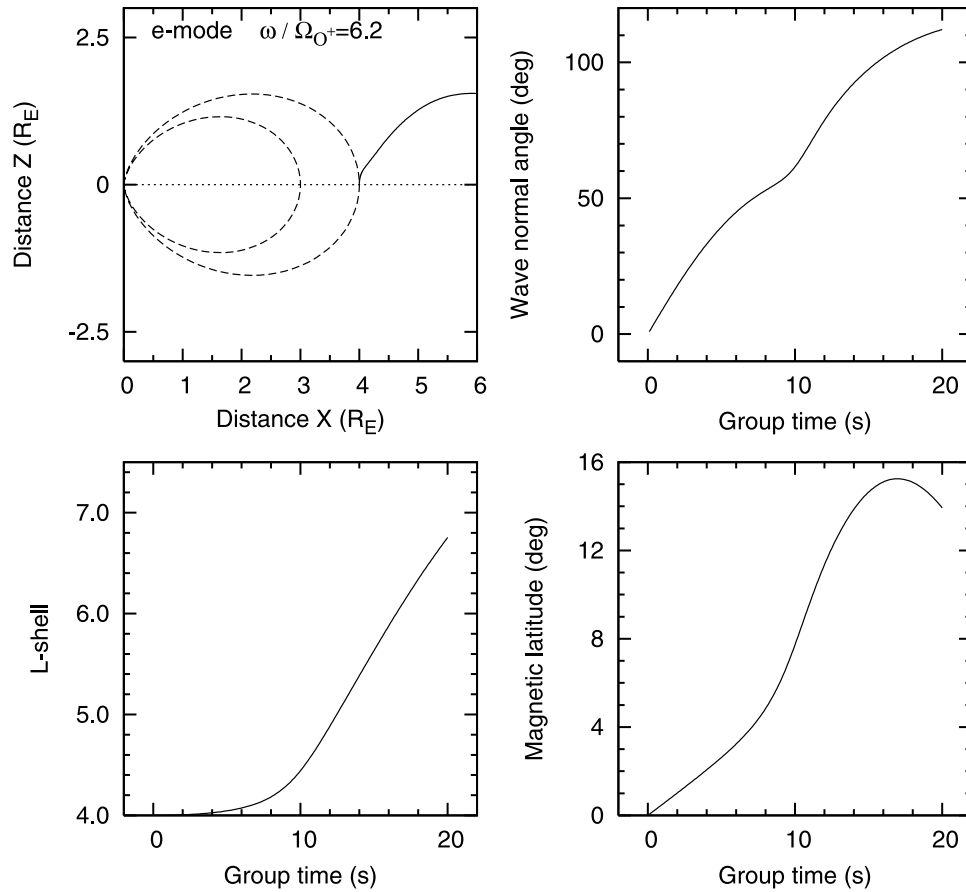 e-mode ω / Ω_O+=6.2
Distance Z (R_E)
2.5
0
-2.5
0 1 2 3 4 5 6
Distance X (R_E)
Wave normal angle (deg)
100
50
0
0 10 20
Group time (s)
L-shell
7.0
6.0
5.0
4.0
0 10 20
Group time (s)
Magnetic latitude (deg)
16
12
8
4
0
0 10 20
Group time (s)